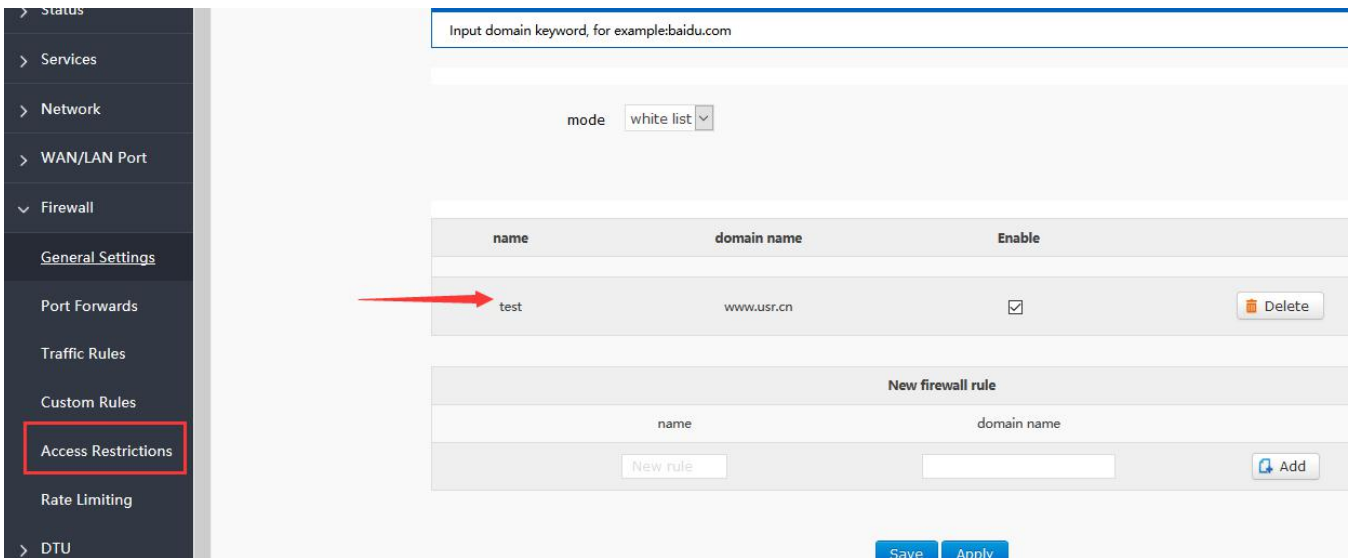 Status
Services
Network
WAN/LAN Port
Firewall
General Settings
Port Forwards
Traffic Rules
Custom Rules
Access Restrictions
Rate Limiting
DTU
Input domain keyword, for example:baidu.com
mode white list
name domain name Enable
test www.usr.cn Delete
New firewall rule
name domain name
New rule Add
Save Apply